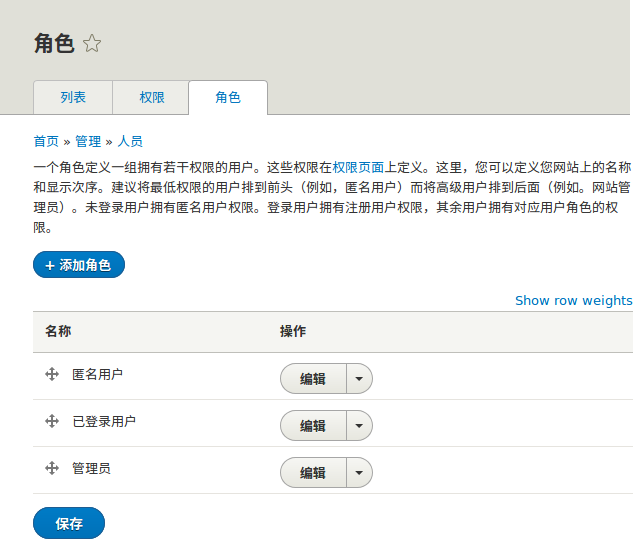 角色
列表 权限 角色
首页 » 管理 » 人员
一个角色定义一组拥有若干权限的用户。这些权限在权限页面上定义。这里，您可以定义您网站上的名称
和显示次序。建议将最低权限的用户排到前头（例如，匿名用户）而将高级用户排到后面（例如。网站管
理员）。未登录用户拥有匿名用户权限。登录用户拥有注册用户权限，其余用户拥有对应用户角色的权
限。
+ 添加角色
Show row weights
名称 操作
匿名用户 编辑
已登录用户 编辑
管理员 编辑
保存